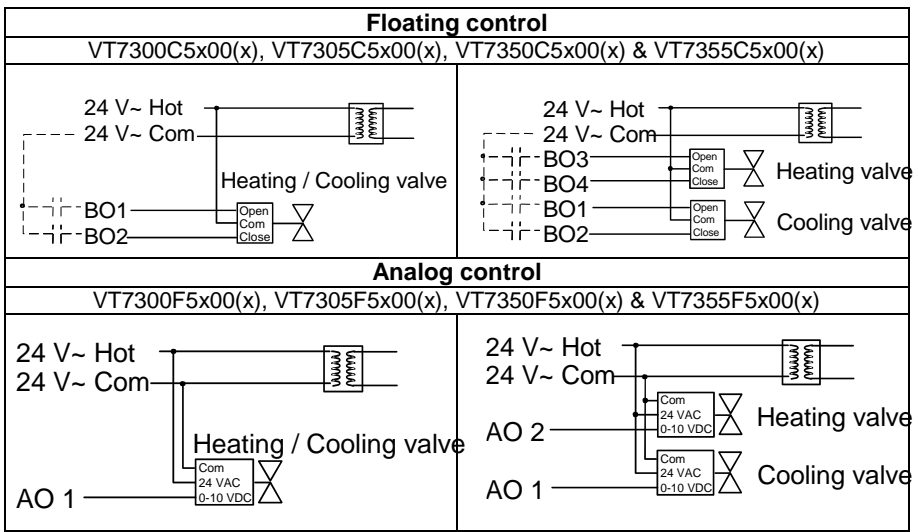 Floating control
VT7300C5x00(x), VT7305C5x00(x), VT7350C5x00(x) & VT7355C5x00(x)
24 V~ Hot
24 V~ Com
Heating / Cooling valve
BO1
BO2
Open
Com
Close
24 V~ Hot
24 V~ Com
BO3
BO4
Open
Com
Close
Heating valve
BO1
BO2
Open
Com
Close
Cooling valve
Analog control
VT7300F5x00(x), VT7305F5x00(x), VT7350F5x00(x) & VT7355F5x00(x)
24 V~ Hot
24 V~ Com
Heating / Cooling valve
AO 1
Com
24 VAC
0-10 VDC
24 V~ Hot
24 V~ Com
AO 2
Com
24 VAC
0-10 VDC
Heating valve
AO 1
Com
24 VAC
0-10 VDC
Cooling valve